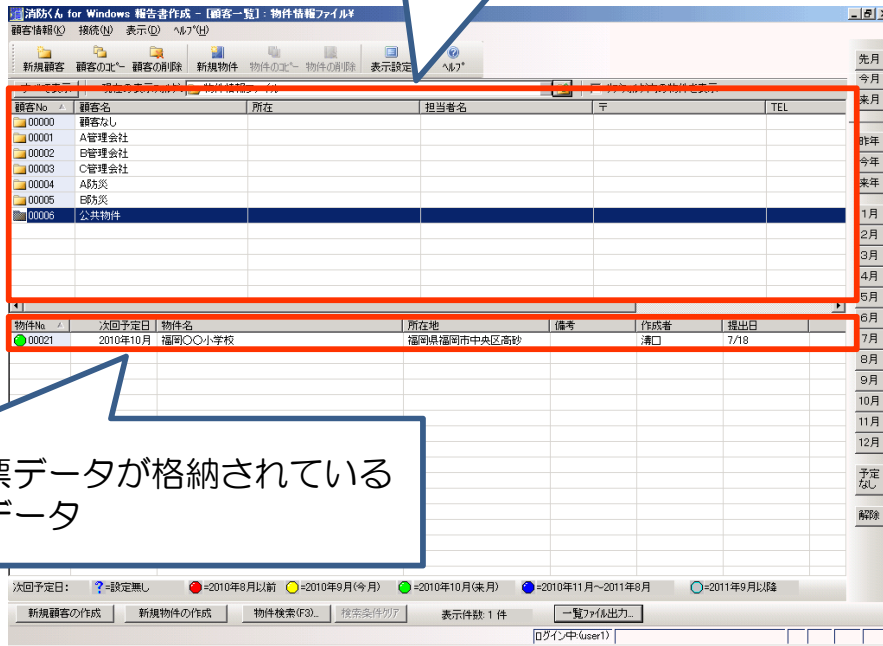 消防くん for Windows 報告書作成 - [顧客一覧] : 物件情報ファイル¥
顧客情報(K) 接続(N) 表示(D) ヘルプ(H)
新規顧客 顧客のコピー 顧客の削除 新規物件 物件のコピー 物件の削除 表示設定 ヘルプ
顧客No 顧客名 所在 担当者名 〒 TEL
00000 顧客なし
00001 A管理会社
00002 B管理会社
00003 C管理会社
00004 A防災
00005 B防災
00006 公共物件
物件No. 次回予定日 物件名 所在地 備考 作成者 提出日
00021 2010年10月 福岡〇〇小学校 福岡県福岡市中央区高砂 溝口 7/18
票データが格納されている
データ
次回予定日: ?=設定無し =2010年8月以前 =2010年9月(今月) =2010年10月(来月) =2010年11月~2011年8月 =2011年9月以降
新規顧客の作成 新規物件の作成 物件検索(F3)... 検索条件クリア 表示件数: 1 件 一覧ファイル出力...
ログイン中:(user1)
先月
今月
来月
昨年
今年
来年
1月
2月
3月
4月
5月
6月
7月
8月
9月
10月
11月
12月
予定
なし
解除